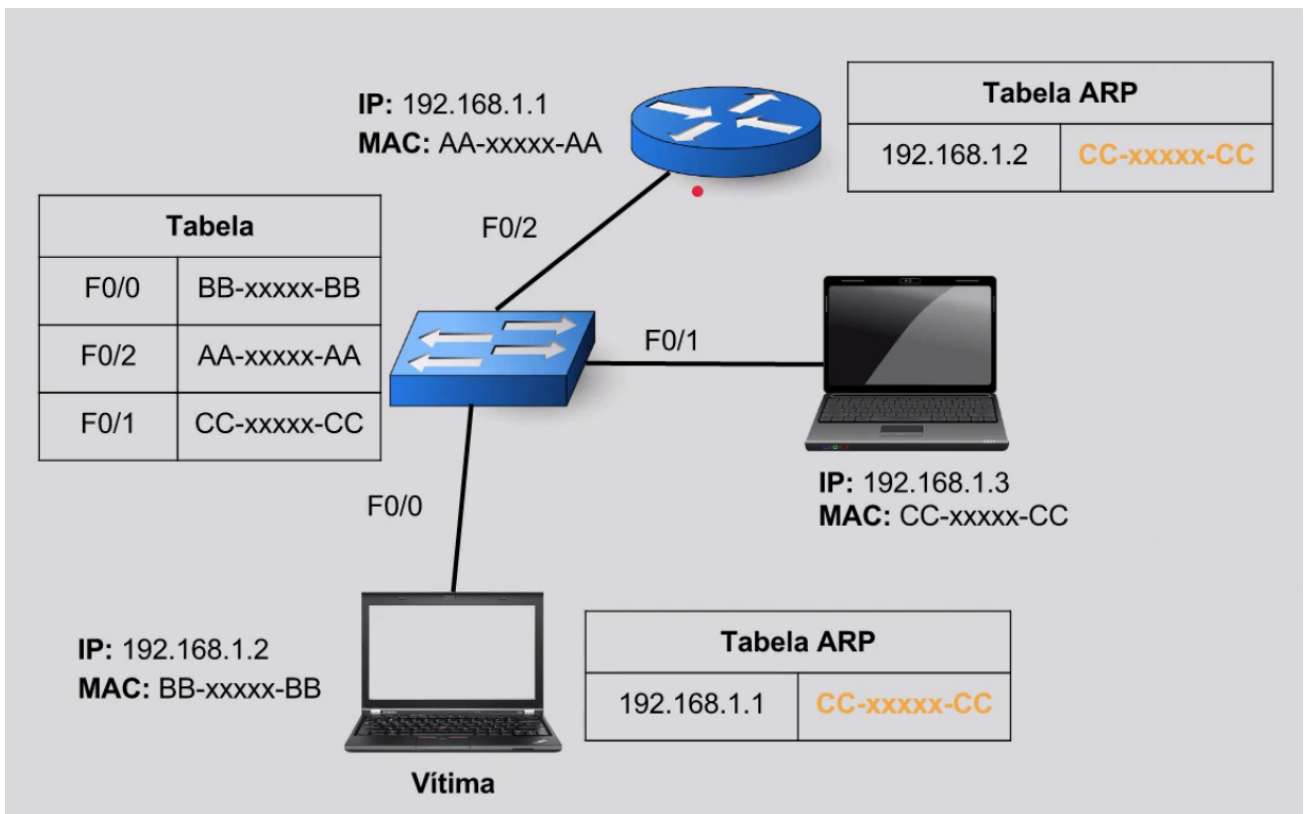 IP: 192.168.1.1
MAC: AA-xxxxx-AA
Tabela ARP
192.168.1.2 CC-xxxxx-CC
Tabela
F0/0 BB-xxxxx-BB
F0/2 AA-xxxxx-AA
F0/1 CC-xxxxx-CC
F0/2
F0/1
IP: 192.168.1.3
MAC: CC-xxxxx-CC
F0/0
IP: 192.168.1.2
MAC: BB-xxxxx-BB
Vítima
Tabela ARP
192.168.1.1 CC-xxxxx-CC